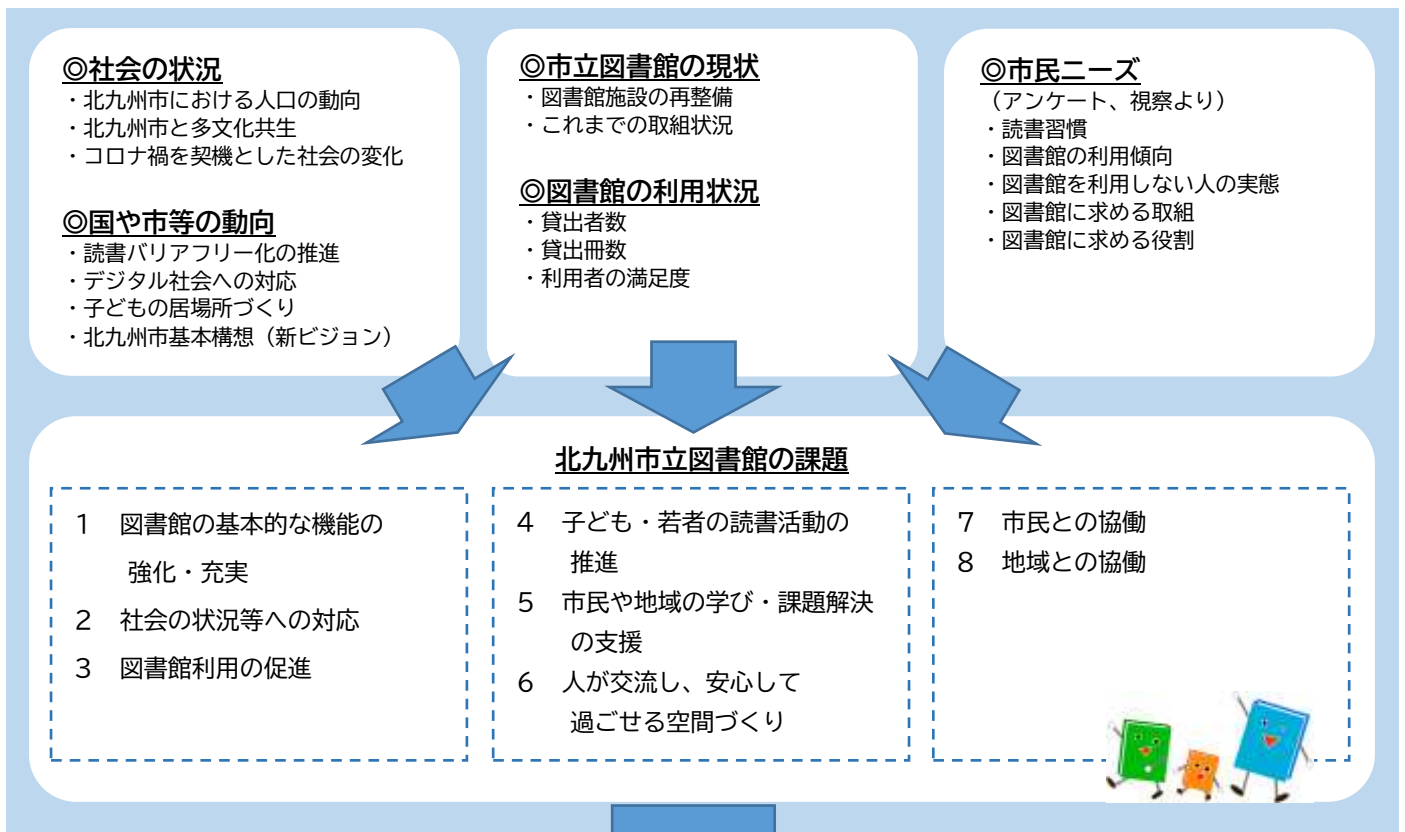 ◎社会の状況
・北九州市における人口の動向
・北九州市と多文化共生
・コロナ禍を契機とした社会の変化
◎国や市等の動向
・読書バリアフリー化の推進
・デジタル社会への対応
・子どもの居場所づくり
・北九州市基本構想（新ビジョン）
◎市立図書館の現状
・図書館施設の再整備
・これまでの取組状況
◎図書館の利用状況
・貸出者数
・貸出冊数
・利用者の満足度
◎市民ニーズ
（アンケート、視察より）
・読書習慣
・図書館の利用傾向
・図書館を利用しない人の実態
・図書館に求める取組
・図書館に求める役割
北九州市立図書館の課題
1　図書館の基本的な機能の
強化・充実
2　社会の状況等への対応
3　図書館利用の促進
4　子ども・若者の読書活動の
推進
5　市民や地域の学び・課題解決
の支援
6　人が交流し、安心して
過ごせる空間づくり
7　市民との協働
8　地域との協働